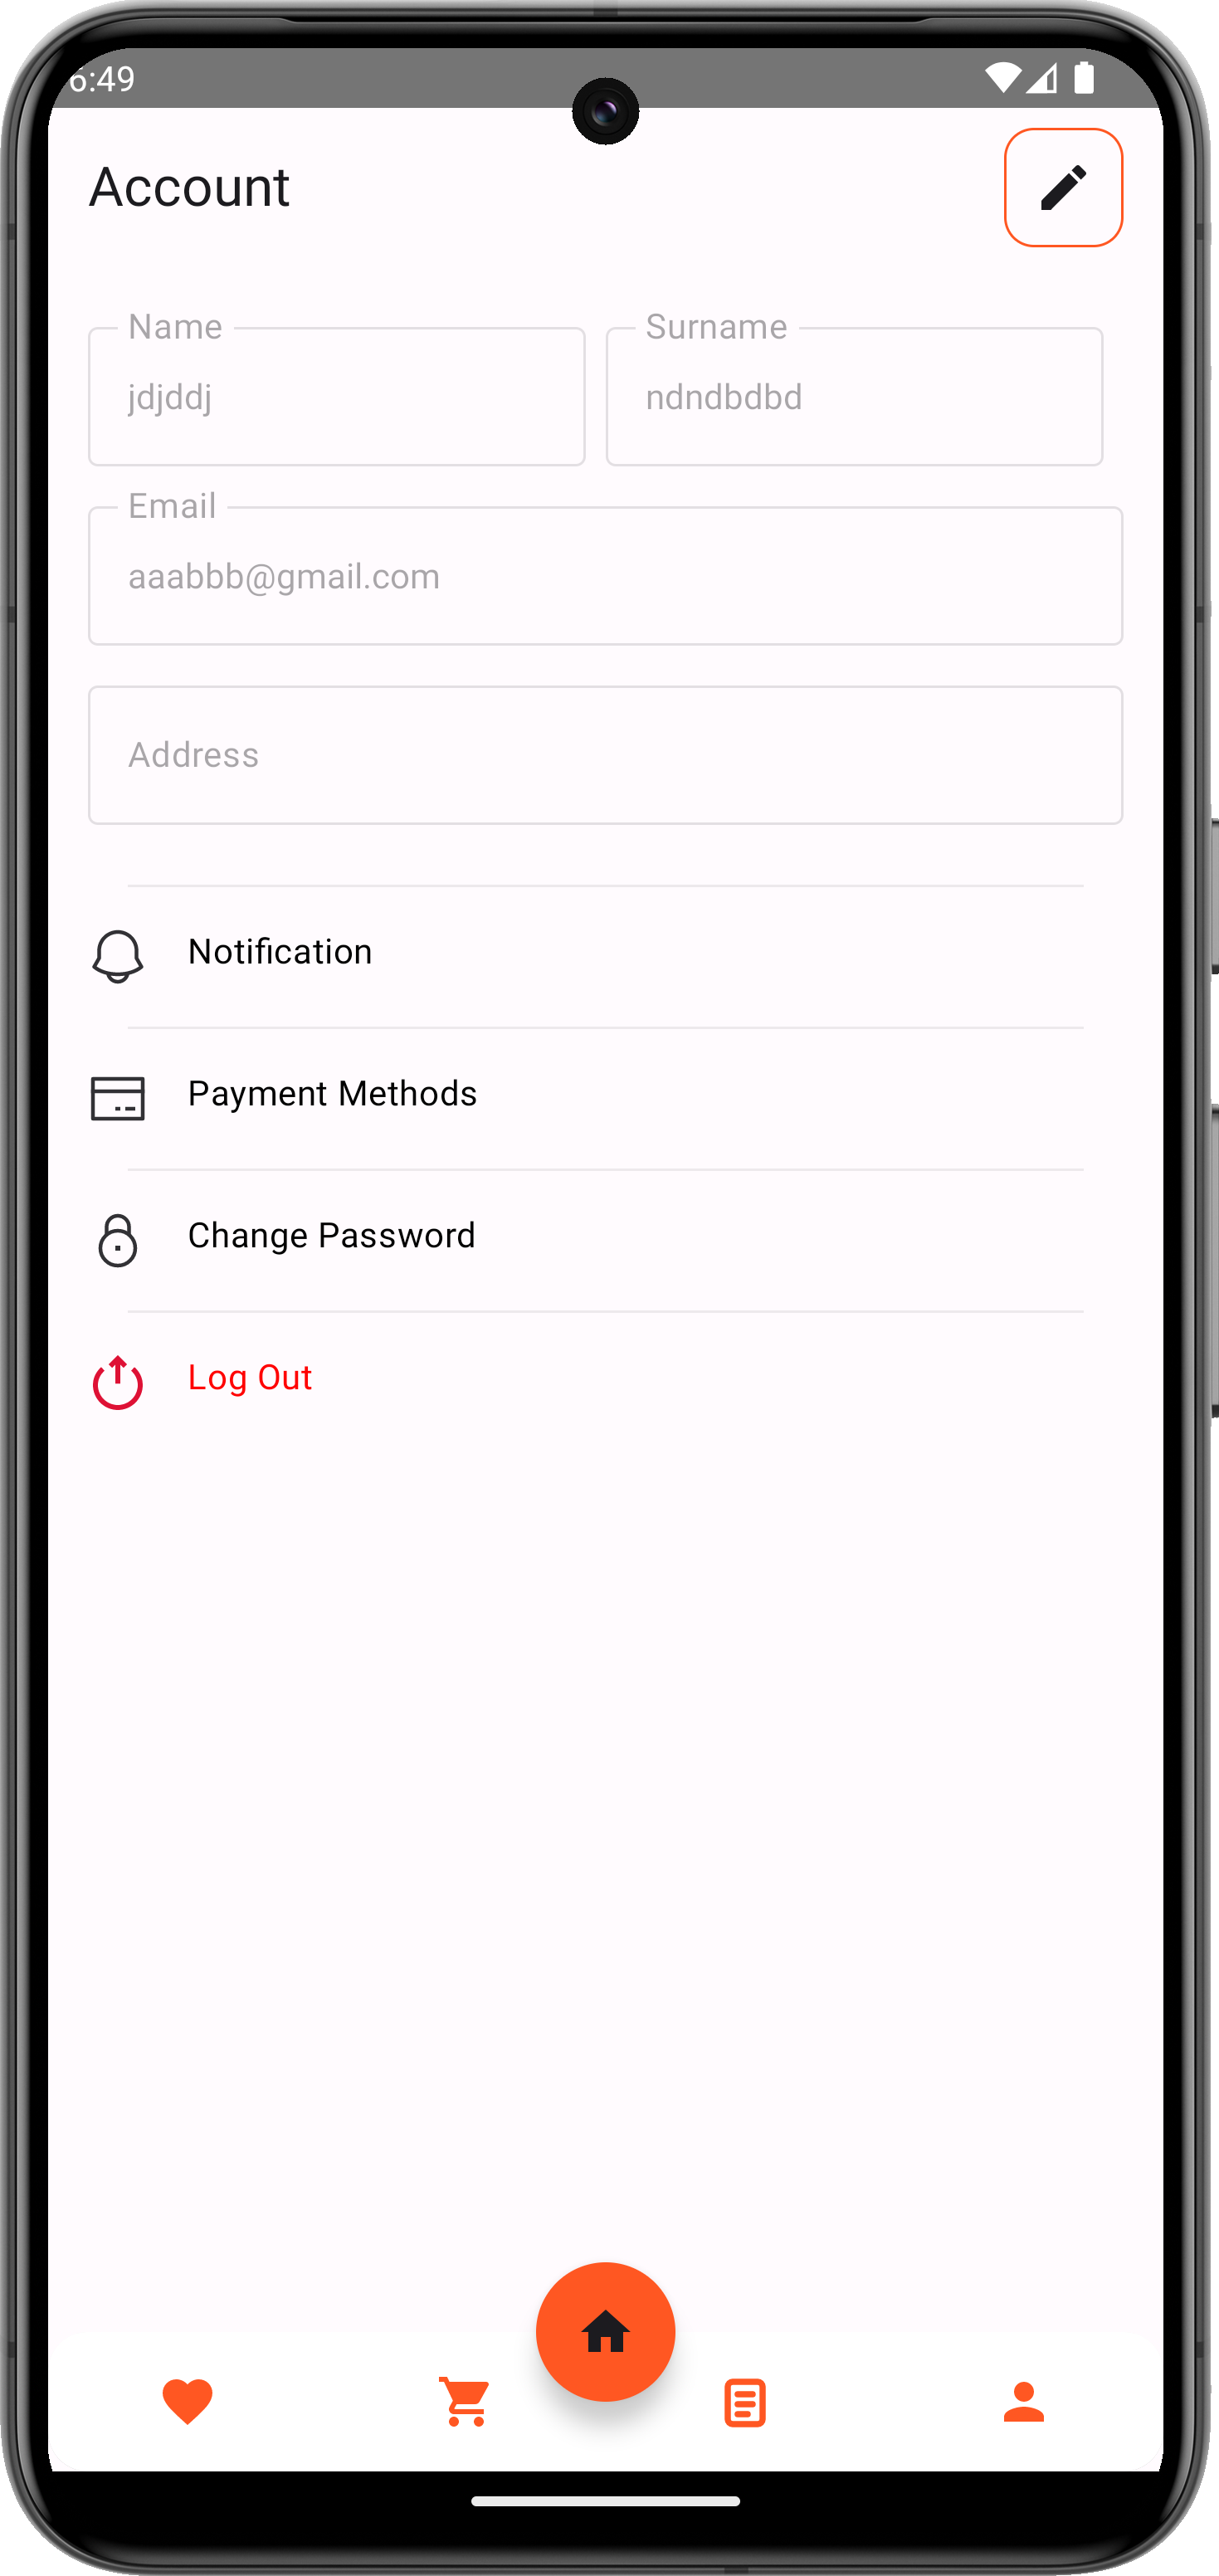 6:49
Account
Name
Surname
jdjddj
ndndbdbd
Email
aaabbb@gmail.com
Address
Notification
Payment Methods
Change Password
Log Out